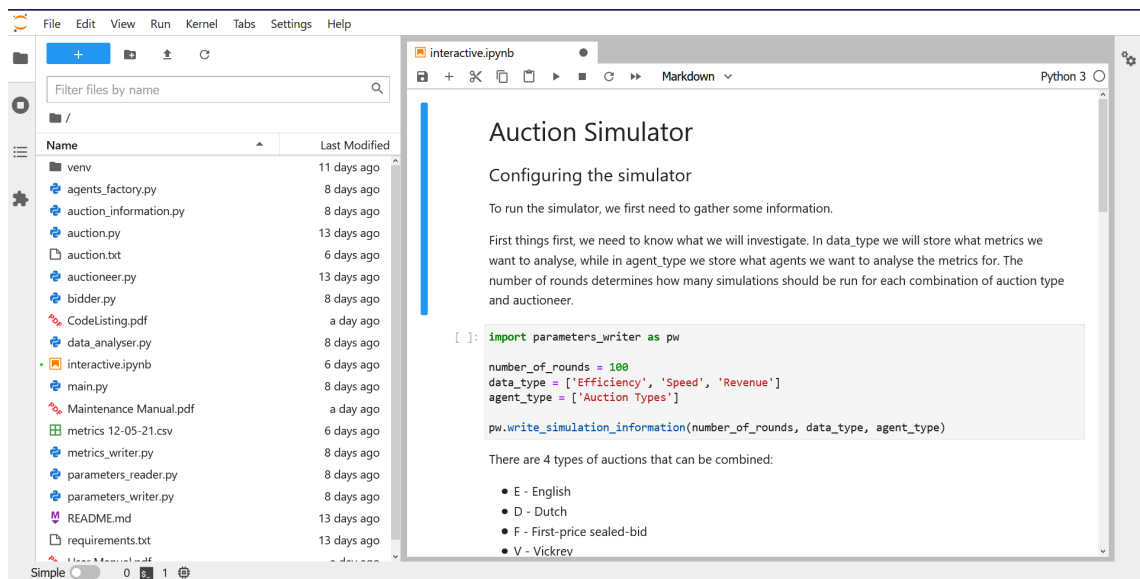 File Edit View Run Kernel Tabs Settings Help
Filter files by name
/
Name Last Modified
venv 11 days ago
agents_factory.py 8 days ago
auction_information.py 8 days ago
auction.py 13 days ago
auction.txt 6 days ago
auctioneer.py 13 days ago
bidder.py 8 days ago
CodeListing.pdf a day ago
data_analyser.py 8 days ago
interactive.ipynb 6 days ago
main.py 8 days ago
Maintenance Manual.pdf a day ago
metrics 12-05-21.csv 6 days ago
metrics_writer.py 8 days ago
parameters_reader.py 8 days ago
parameters_writer.py 8 days ago
README.md 13 days ago
requirements.txt 13 days ago
User Manual.pdf a day ago
interactive.ipynb
Markdown Python 3
Auction Simulator
Configuring the simulator
To run the simulator, we first need to gather some information.
First things first, we need to know what we will investigate. In data_type we will store what metrics we
want to analyse, while in agent_type we store what agents we want to analyse the metrics for. The
number of rounds determines how many simulations should be run for each combination of auction type
and auctioneer.
[ ]: import parameters_writer as pw
number_of_rounds = 100
data_type = ['Efficiency', 'Speed', 'Revenue']
agent_type = ['Auction Types']
pw.write_simulation_information(number_of_rounds, data_type, agent_type)
There are 4 types of auctions that can be combined:
• E - English
• D - Dutch
• F - First-price sealed-bid
• V - Vickrey
Simple 0 $_ 1